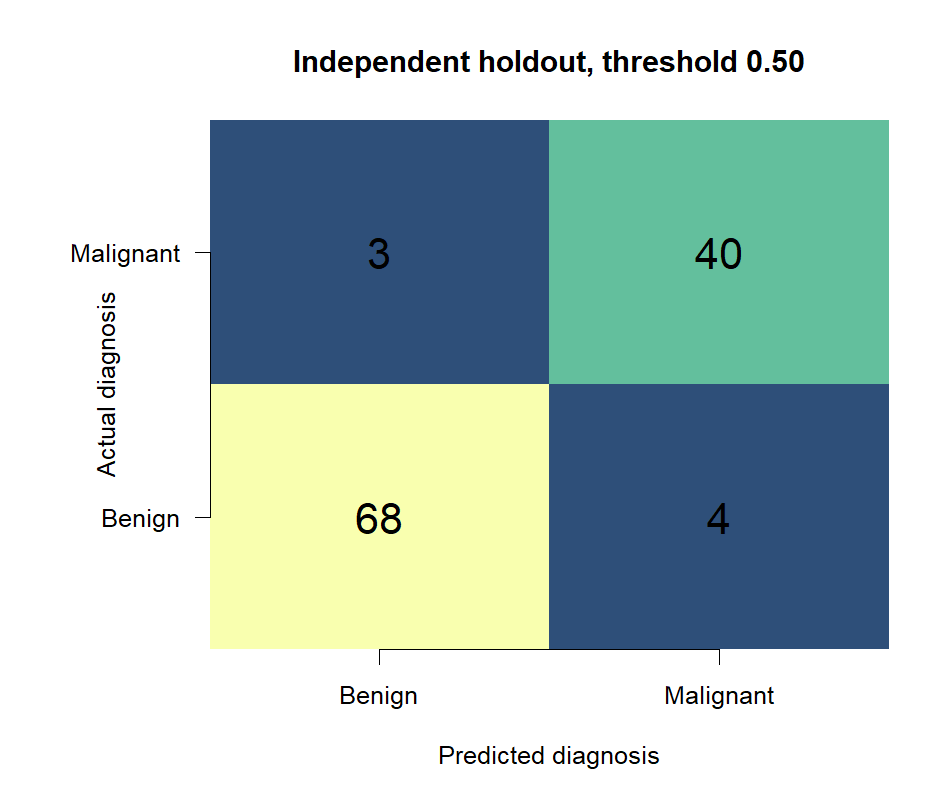 Independent holdout, threshold 0.50
Malignant
3
40
Actual diagnosis
Benign
68
4
Benign
Malignant
Predicted diagnosis